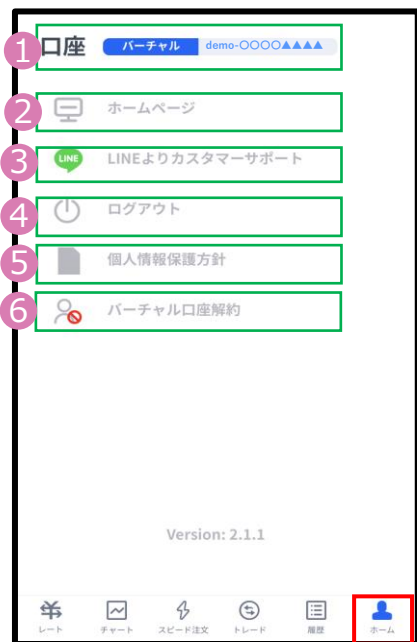 1 口座 バーチャル demo-○○○○▲▲▲▲
2 ホームページ
3 LINE LINEよりカスタマーサポート
4 ログアウト
5 個人情報保護方針
6 バーチャル口座解約
Version: 2.1.1
レート チャート スピード注文 トレード 履歴 ホーム